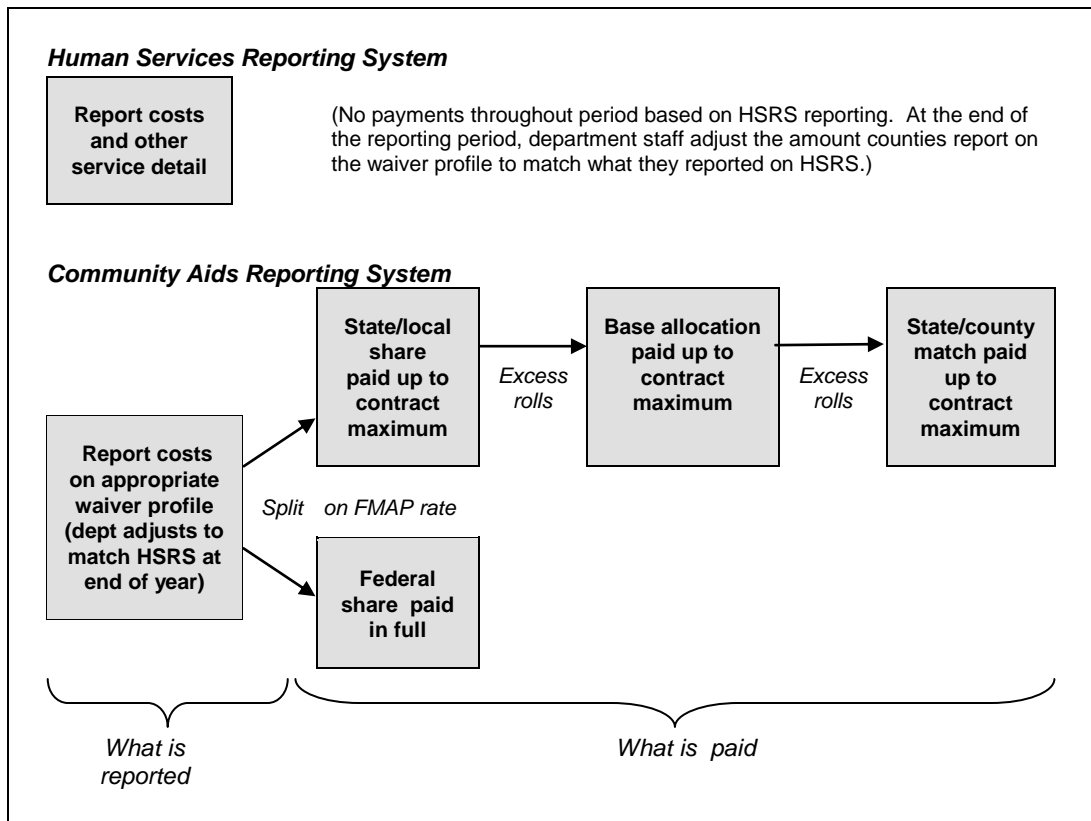 Human Services Reporting System
Report costs
and other
service detail
(No payments throughout period based on HSRS reporting. At the end of
the reporting period, department staff adjust the amount counties report on
the waiver profile to match what they reported on HSRS.)
Community Aids Reporting System
State/local
share
paid up to
contract
maximum
Excess
rolls
Base allocation
paid up to
contract
maximum
Excess
rolls
State/county
match paid
up to
contract
maximum
Report costs
on appropriate
waiver profile
(dept adjusts to
match HSRS at
end of year)
Split on FMAP rate
Federal
share paid
in full
What is
reported
What is paid